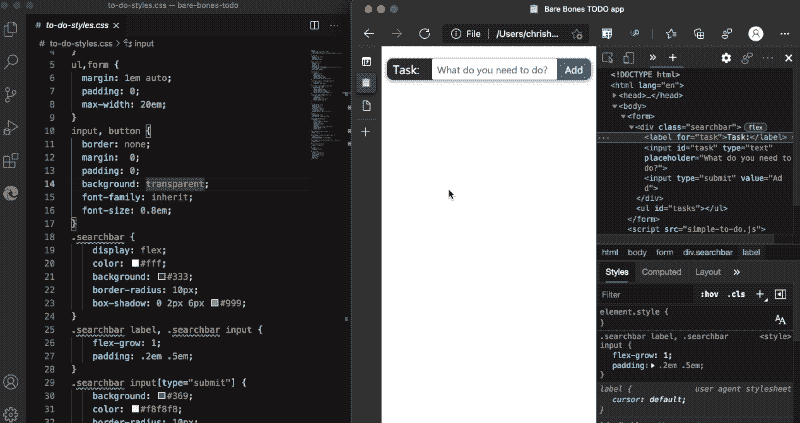 to-do-styles.css — bare-bones-todo
# to-do-styles.css ×
# to-do-styles.css > input
4 }
5 ul,form {
6 margin: 1em auto;
7 padding: 0;
8 max-width: 20em;
9 }
10 input, button {
11 border: none;
12 margin: 0;
13 padding: 0;
14 background: transparent;
15 font-family: inherit;
16 font-size: 0.8em;
17 }
18 .searchbar {
19 display: flex;
20 color: #fff;
21 background: #333;
22 border-radius: 10px;
23 box-shadow: 0 2px 6px #999;
24 }
25 .searchbar label, .searchbar input {
26 flex-grow: 1;
27 padding: .2em .5em;
28 }
29 .searchbar input[type="submit"] {
30 background: #369;
31 color: #f8f8f8;
32 border-radius: 10px;
Bare Bones TODO app
File | /Users/chrish...
Task: What do you need to do? Add
<!DOCTYPE html>
<html lang="en">
<head>…</head>
<body>
<form>
<div class="searchbar"> flex
... <label for="task">Task:</label>
<input id="task" type="text"
placeholder="What do you need to
do?">
<input type="submit" value="Ad
d">
</div>
<ul id="tasks"></ul>
</form>
<script src="simple-to-do.js">
html body form div.searchbar label
Styles Computed Layout »
Filter :hov .cls +
element.style {
}
.searchbar label, .searchbar <style>
input {
flex-grow: 1;
padding: .2em .5em;
}
label { user agent stylesheet
cursor: default;
}